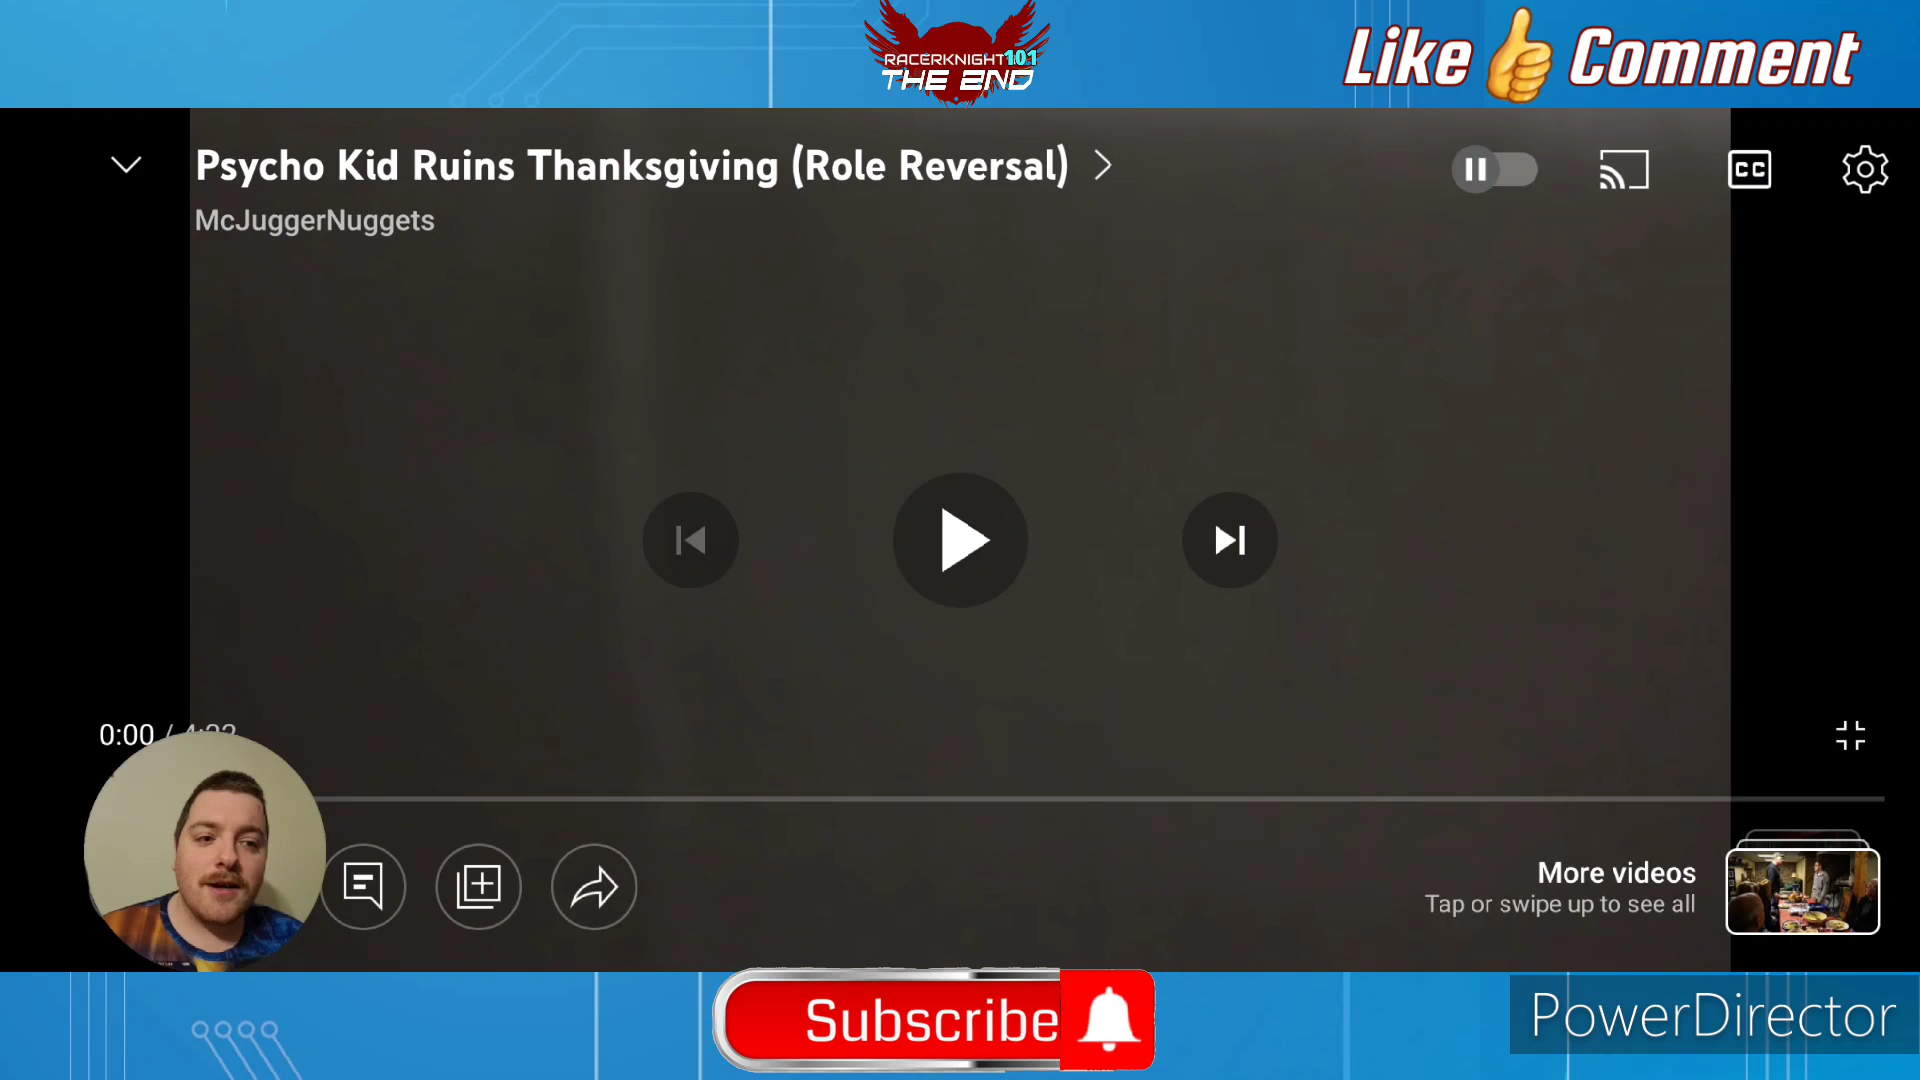 RACERKNIGHT101
THE END
Like Comment
Psycho Kid Ruins Thanksgiving (Role Reversal)
McJuggerNuggets
CC
0:00 /
More videos
Tap or swipe up to see all
Subscribe
PowerDirector